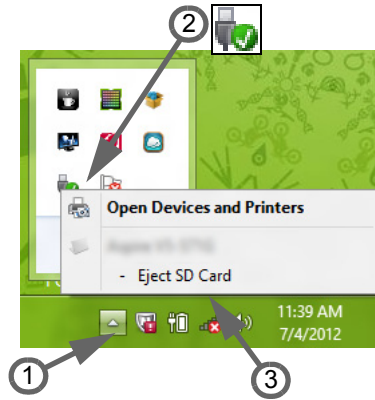 2
Open Devices and Printers
- Eject SD Card
11:39 AM
7/4/2012
1
3